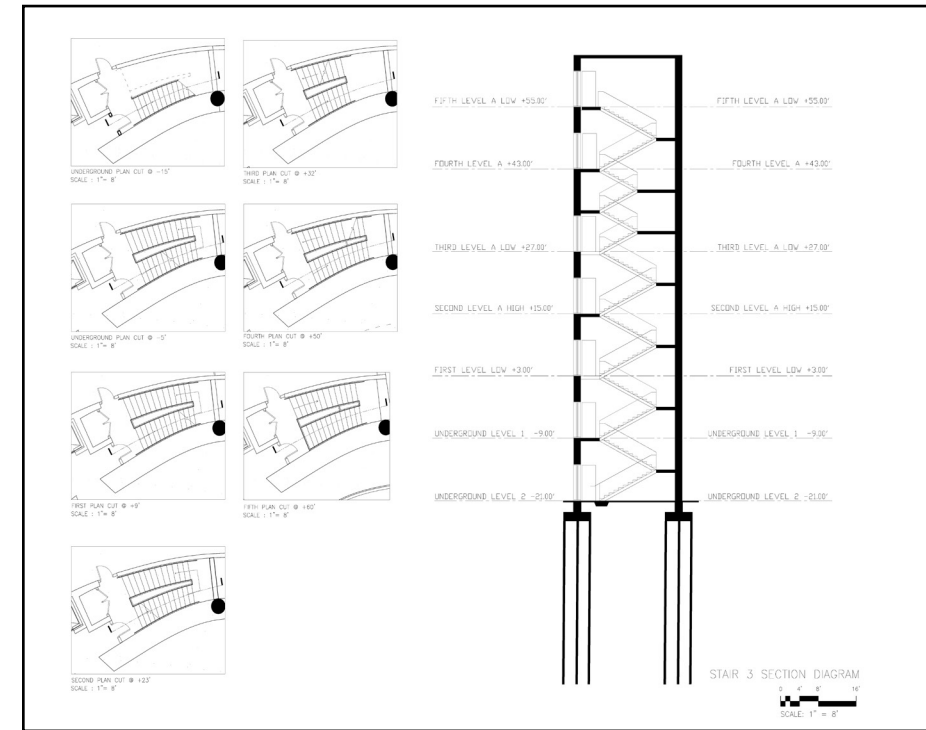 UNDERGROUND PLAN CUT @ -15'
SCALE : 1"= 8'
THIRD PLAN CUT @ +32'
SCALE : 1"= 8'
UNDERGROUND PLAN CUT @ -5'
SCALE : 1"= 8'
FOURTH PLAN CUT @ +50'
SCALE : 1"= 8'
FIRST PLAN CUT @ +9'
SCALE : 1"= 8'
FIFTH PLAN CUT @ +60'
SCALE : 1"= 8'
SECOND PLAN CUT @ +23'
SCALE : 1"= 8'
FIFTH LEVEL A LOW +55.00'
FIFTH LEVEL A LOW +55.00'
FOURTH LEVEL A +43.00'
FOURTH LEVEL A +43.00'
THIRD LEVEL A LOW +27.00'
THIRD LEVEL A LOW +27.00'
SECOND LEVEL A HIGH +15.00'
SECOND LEVEL A HIGH +15.00'
FIRST LEVEL LOW +3.00'
FIRST LEVEL LOW +3.00'
UNDERGROUND LEVEL 1 -9.00'
UNDERGROUND LEVEL 1 -9.00'
UNDERGROUND LEVEL 2 -21.00'
UNDERGROUND LEVEL 2 -21.00'
STAIR 3 SECTION DIAGRAM
0 4' 8' 16'
SCALE: 1" = 8'